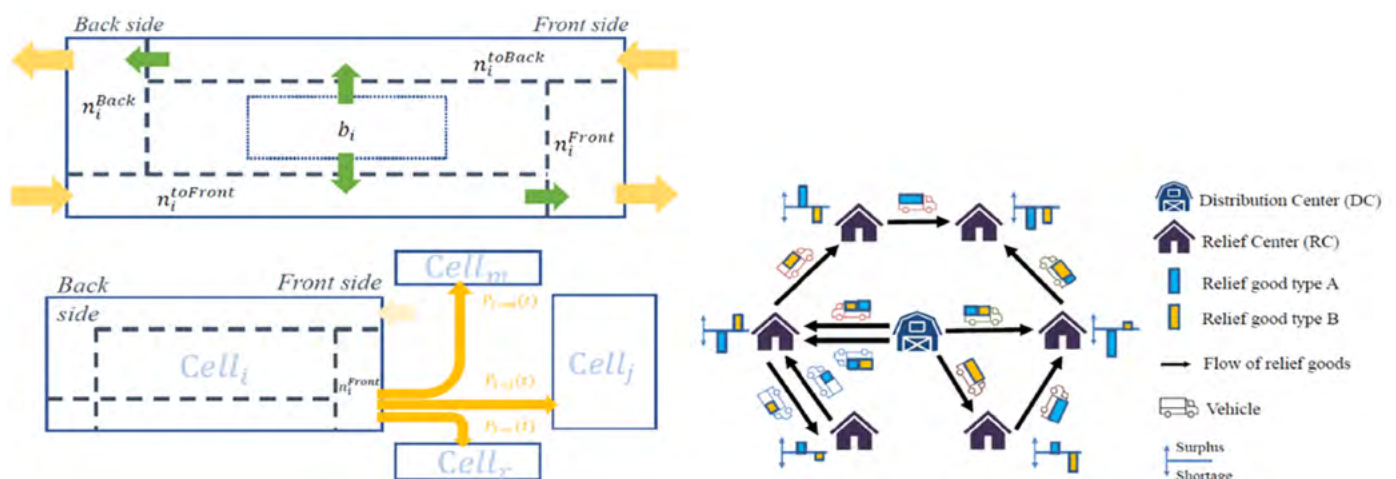 Back side
Front side
n_i^{toBack}
n_i^{Back}
b_i
n_i^{Front}
n_i^{toFront}
Back
side
Front side
Cell_m
Cell_i
n_i^{Front}
Cell_j
Cell_r
Distribution Center (DC)
Relief Center (RC)
Relief good type A
Relief good type B
Flow of relief goods
Vehicle
Surplus
Shortage